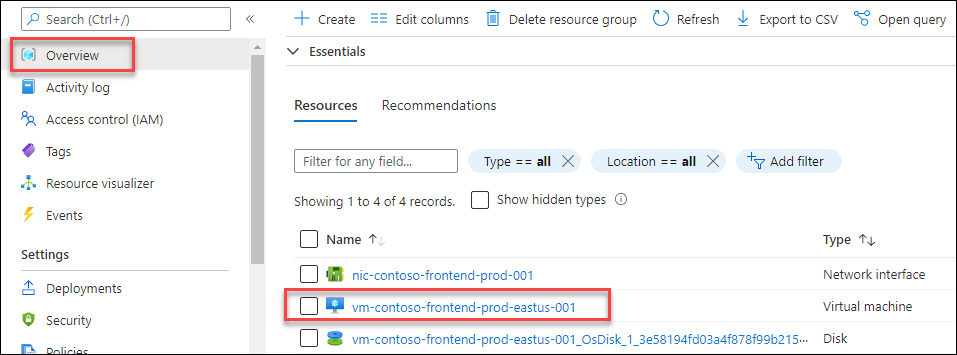 Search (Ctrl+/) «
Create Edit columns Delete resource group Refresh Export to CSV Open query
Overview
Activity log
Access control (IAM)
Tags
Resource visualizer
Events
Settings
Deployments
Security
Policies
Essentials
Resources Recommendations
Filter for any field... Type == all Location == all Add filter
Showing 1 to 4 of 4 records. Show hidden types
Name ↑↓ Type ↑↓
nic-contoso-frontend-prod-001 Network interface
vm-contoso-frontend-prod-eastus-001 Virtual machine
vm-contoso-frontend-prod-eastus-001_OsDisk_1_3e58194fd03a4f878f99b215... Disk